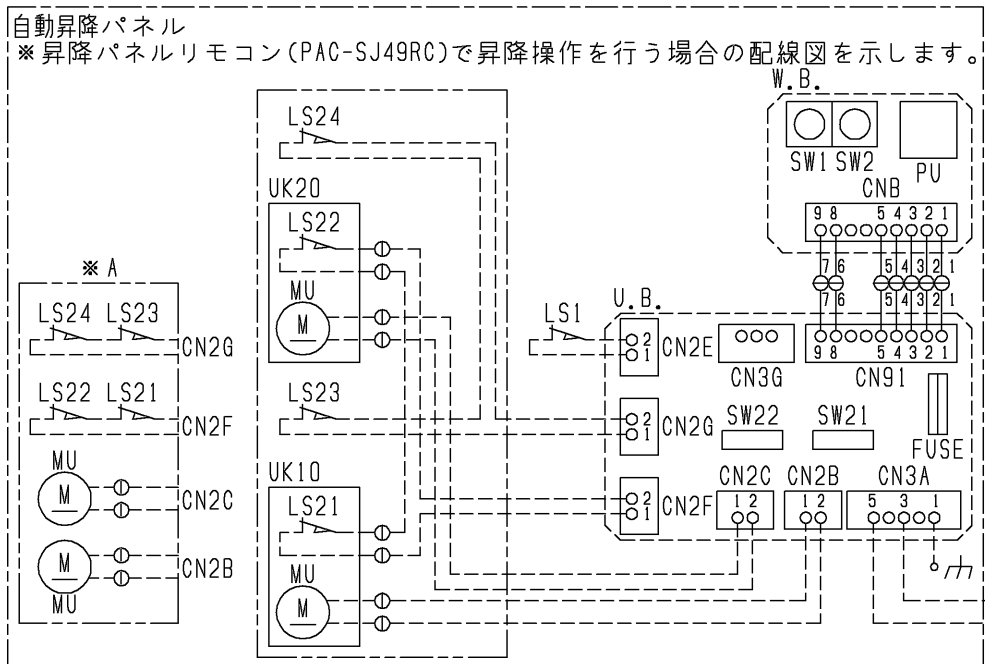 自動昇降パネル
※昇降パネルリモコン(PAC-SJ49RC)で昇降操作を行う場合の配線図を示します。
W.B.
SW1 SW2
PU
CNB
9 8 5 4 3 2 1
7 6 5 4 3 2 1
7 6 5 4 3 2 1
LS24
UK20
LS22
MU
M
LS23
UK10
LS21
MU
M
※A
LS24 LS23
CN2G
LS22 LS21
CN2F
MU
M
CN2C
M
CN2B
MU
LS1
U.B.
2
1
CN2E
CN3G
9 8 5 4 3 2 1
CN91
2
1
CN2G
SW22
SW21
FUSE
2
1
CN2F
CN2C
1 2
CN2B
1 2
CN3A
5 3 1